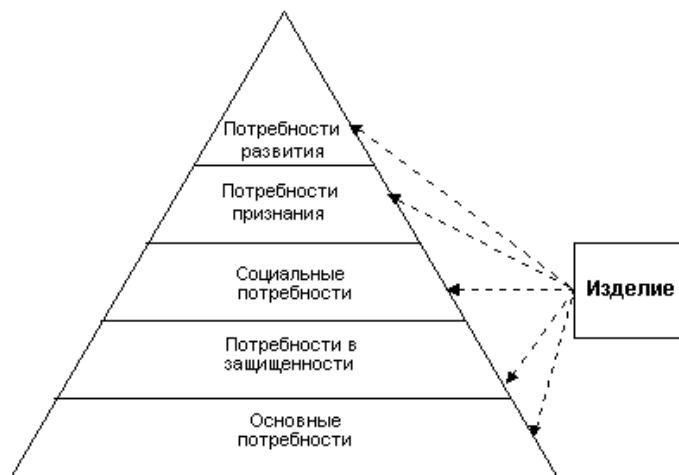 Потребности
развития
Потребности
признания
Социальные
потребности
Изделие
Потребности в
защищенности
Основные
потребности